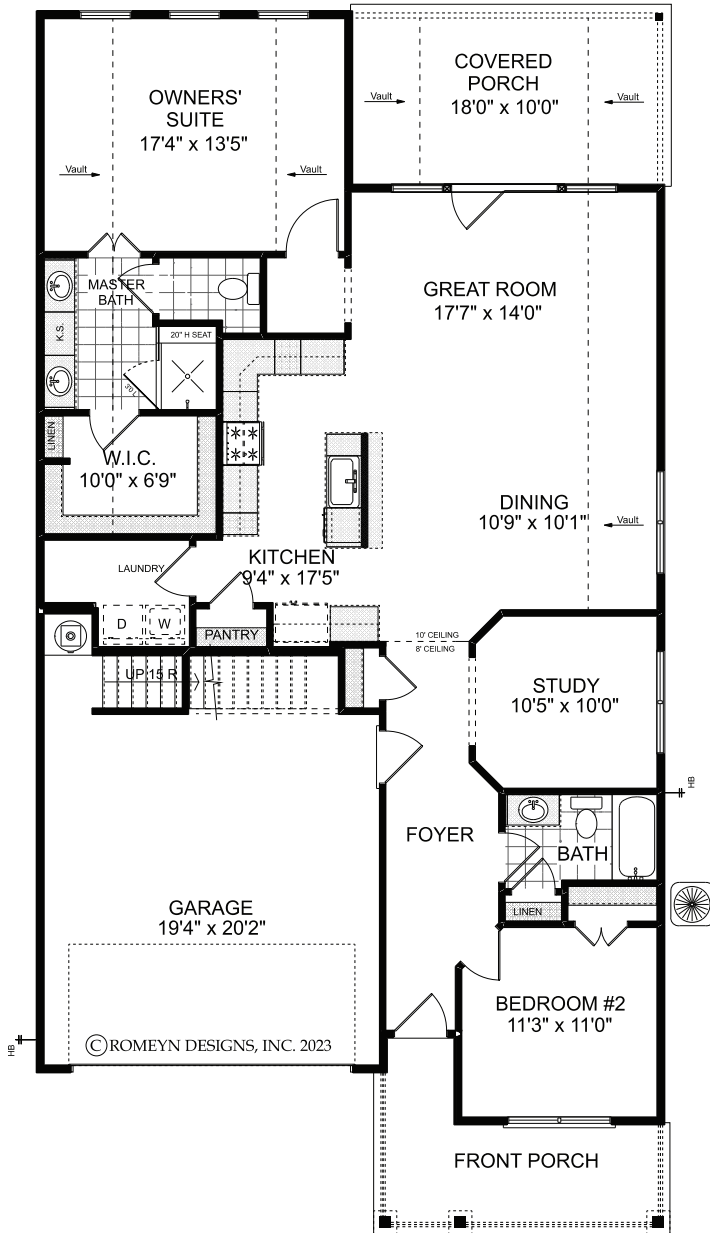 COVERED
PORCH
18'0" x 10'0"
Vault
Vault
OWNERS'
SUITE
17'4" x 13'5"
Vault
Vault
MASTER
BATH
K.S.
20" H SEAT
3'0 L
GREAT ROOM
17'7" x 14'0"
LINEN
W.I.C.
10'0" x 6'9"
DINING
10'9" x 10'1"
Vault
KITCHEN
9'4" x 17'5"
LAUNDRY
D
W
PANTRY
10' CEILING
8' CEILING
UP 15 R
STUDY
10'5" x 10'0"
HB
FOYER
BATH
LINEN
GARAGE
19'4" x 20'2"
BEDROOM #2
11'3" x 11'0"
HB
© ROMEYN DESIGNS, INC. 2023
FRONT PORCH